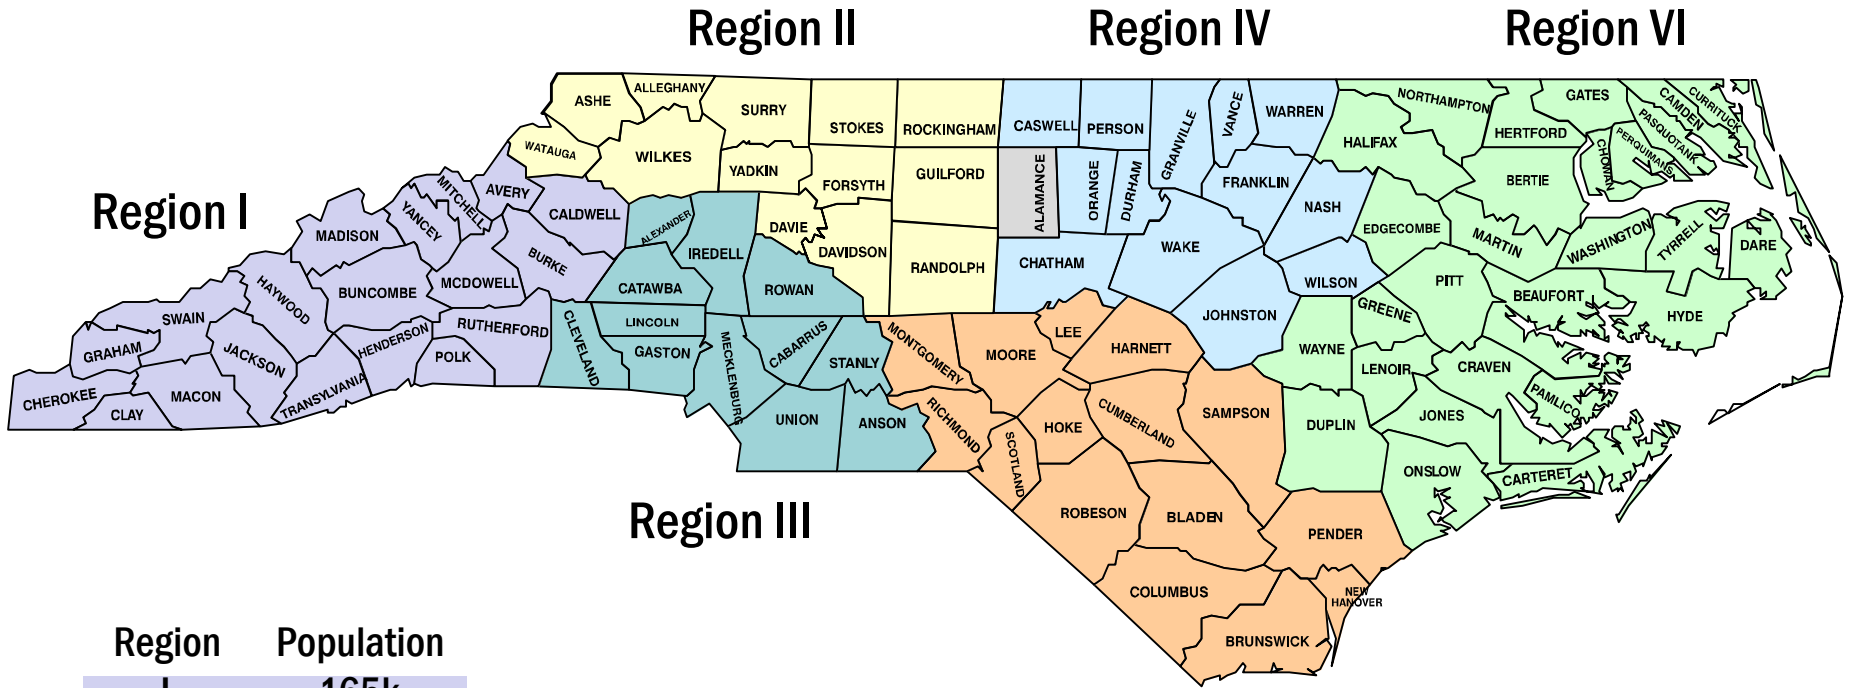 Region II
Region IV
Region VI
Region I
Region III
ASHE
ALLEGHANY
SURRY
STOKES
ROCKINGHAM
WATAUGA
WILKES
YADKIN
FORSYTH
GUILFORD
DAVIE
DAVIDSON
RANDOLPH
CASWELL
PERSON
GRANVILLE
VANCE
WARREN
ALAMANCE
ORANGE
DURHAM
FRANKLIN
NASH
CHATHAM
WAKE
WILSON
JOHNSTON
NORTHAMPTON
HALIFAX
HERTFORD
GATES
CAMDEN
CURRITUCK
PASQUOTANK
PERQUIMANS
CHOWAN
BERTIE
EDGECOMBE
MARTIN
WASHINGTON
TYRRELL
DARE
PITT
BEAUFORT
HYDE
GREENE
WAYNE
LENOIR
CRAVEN
PAMLICO
JONES
DUPLIN
ONSLOW
CARTERET
MITCHELL
AVERY
YANCEY
CALDWELL
MADISON
BURKE
MCDOWELL
BUNCOMBE
HAYWOOD
SWAIN
GRAHAM
JACKSON
HENDERSON
RUTHERFORD
POLK
TRANSYLVANIA
MACON
CHEROKEE
CLAY
ALEXANDER
IREDELL
CATAWBA
ROWAN
LINCOLN
CLEVELAND
GASTON
MECKLENBURG
CABARRUS
STANLY
UNION
ANSON
MONTGOMERY
MOORE
LEE
HARNETT
RICHMOND
SCOTLAND
HOKE
CUMBERLAND
SAMPSON
ROBESON
BLADEN
PENDER
COLUMBUS
NEW
HANOVER
BRUNSWICK
Region Population
I 165k